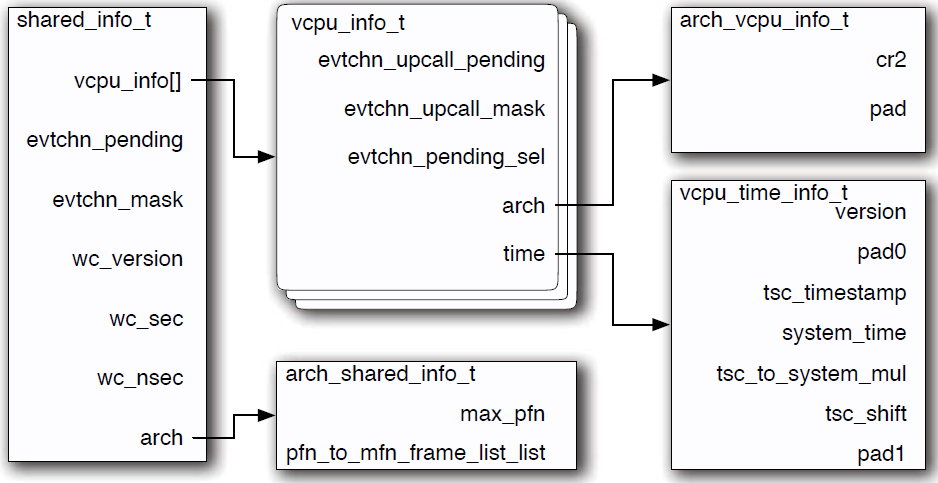 shared_info_t
vcpu_info[]
evtchn_pending
evtchn_mask
wc_version
wc_sec
wc_nsec
arch
vcpu_info_t
evtchn_upcall_pending
evtchn_upcall_mask
evtchn_pending_sel
arch
time
arch_shared_info_t
max_pfn
pfn_to_mfn_frame_list_list
arch_vcpu_info_t
cr2
pad
vcpu_time_info_t
version
pad0
tsc_timestamp
system_time
tsc_to_system_mul
tsc_shift
pad1